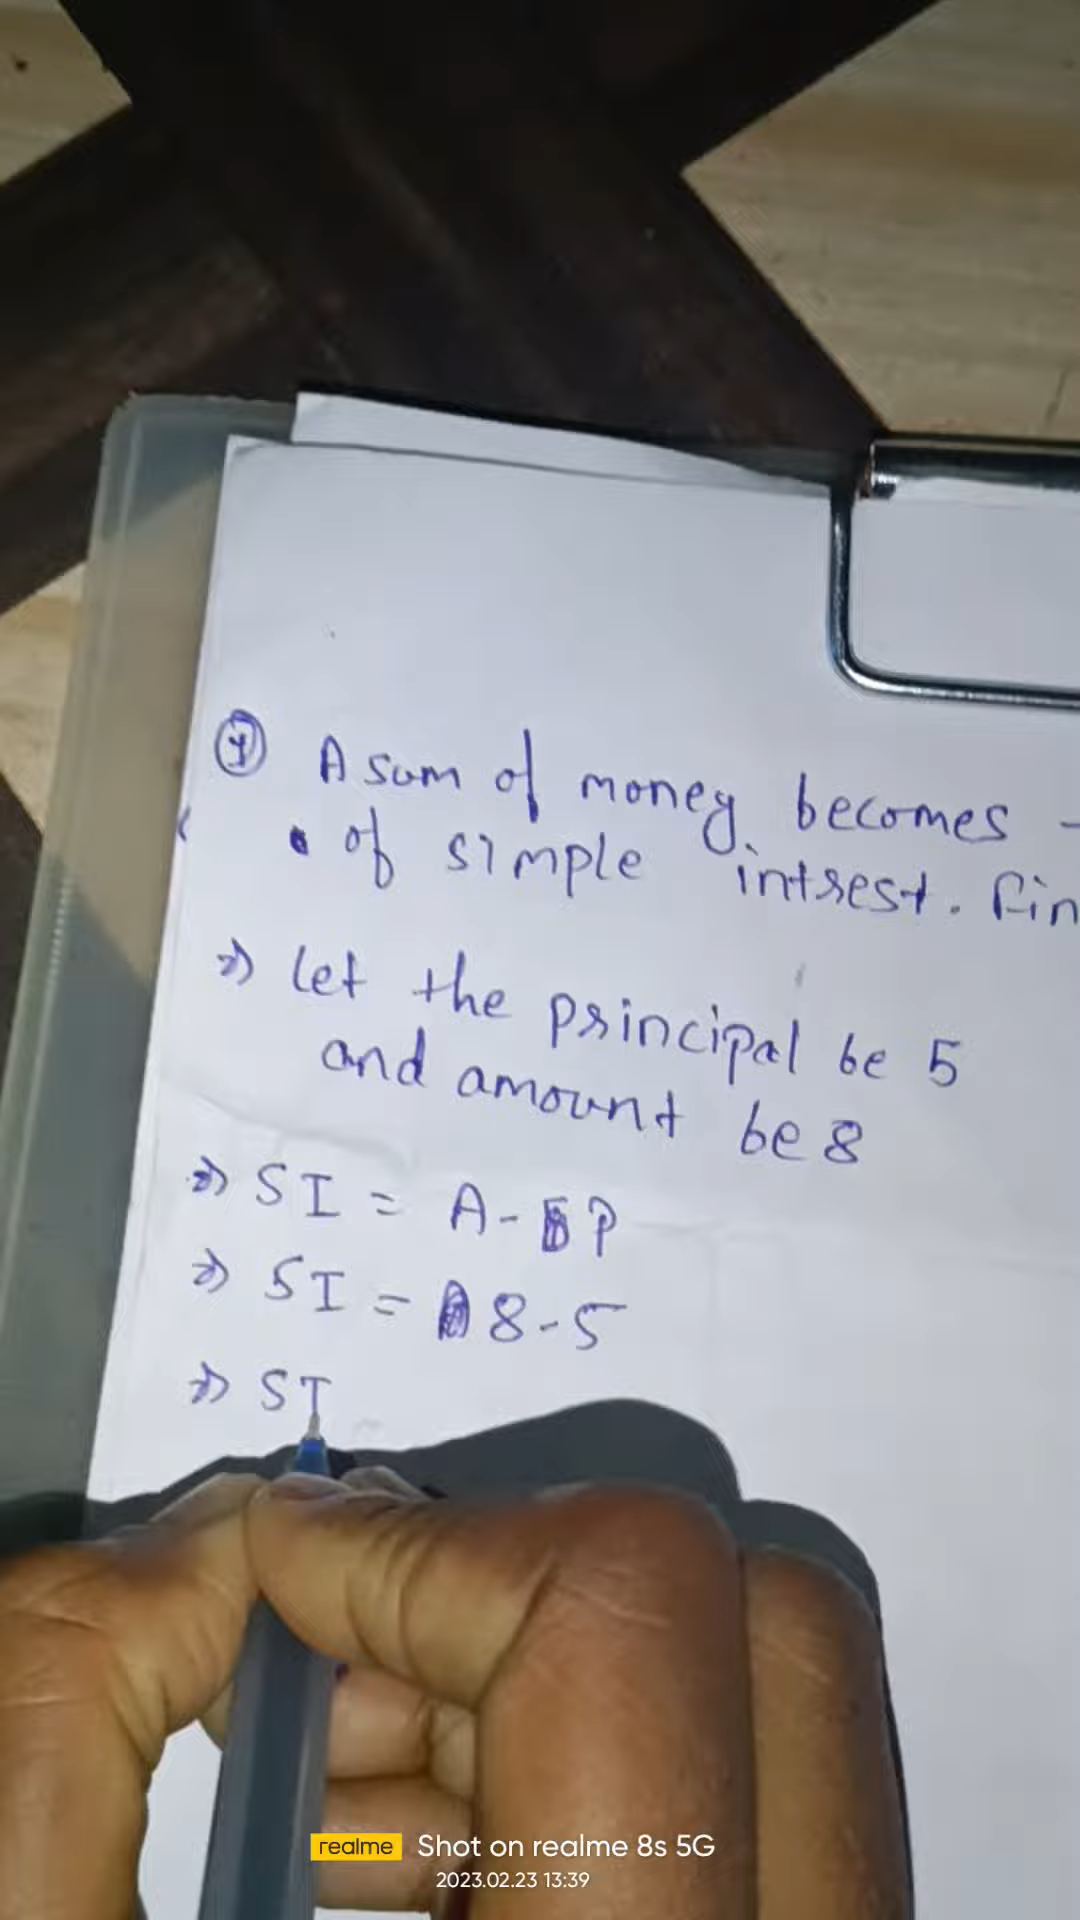 ④ A sum of money becomes -
of simple intrest. Fin
⇒ let the principal be 5
and amount be 8
⇒ SI = A - P
⇒ SI = 8 - 5
⇒ SI
realme Shot on realme 8s 5G
2023.02.23 13:39